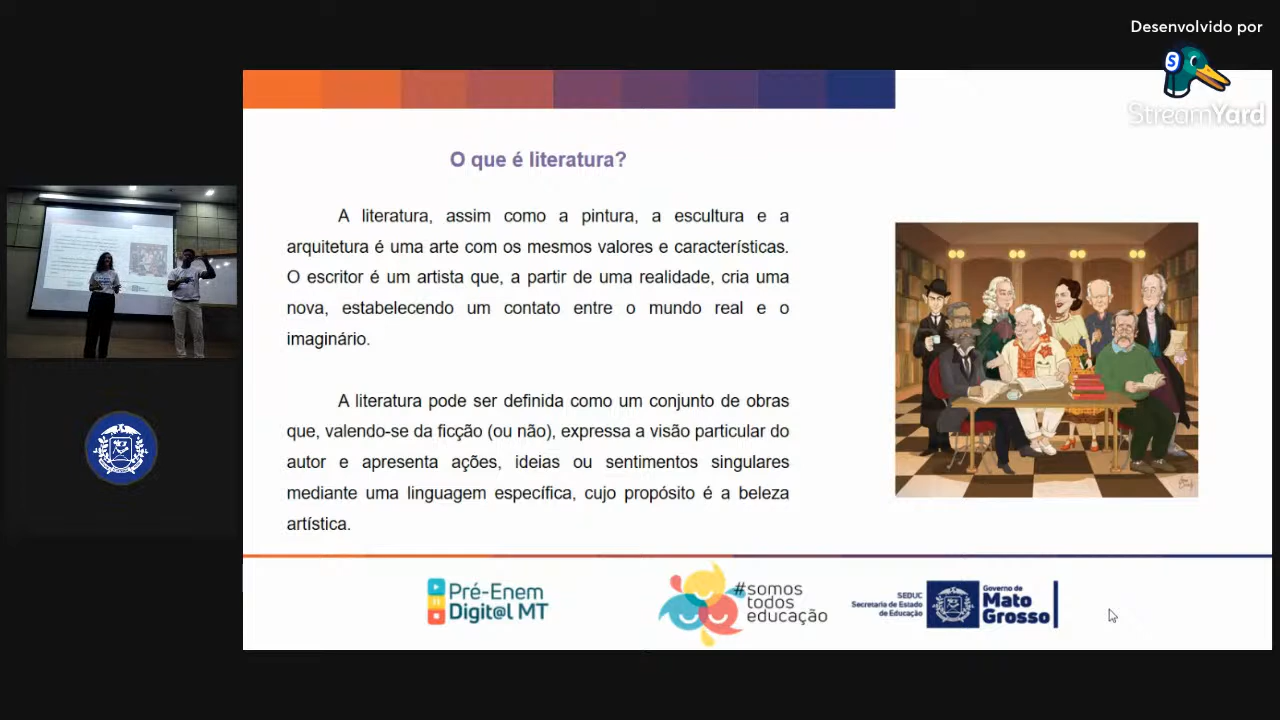 Desenvolvido por
StreamYard
O que é literatura?
A literatura, assim como a pintura, a escultura e a
arquitetura é uma arte com os mesmos valores e características.
O escritor é um artista que, a partir de uma realidade, cria uma
nova, estabelecendo um contato entre o mundo real e o
imaginário.
A literatura pode ser definida como um conjunto de obras
que, valendo-se da ficção (ou não), expressa a visão particular do
autor e apresenta ações, ideias ou sentimentos singulares
mediante uma linguagem específica, cujo propósito é a beleza
artística.
Pré-Enem
Digit@l MT
#somos
todos
educação
SEDUC
Secretaria de Estado
de Educação
Governo de
Mato
Grosso